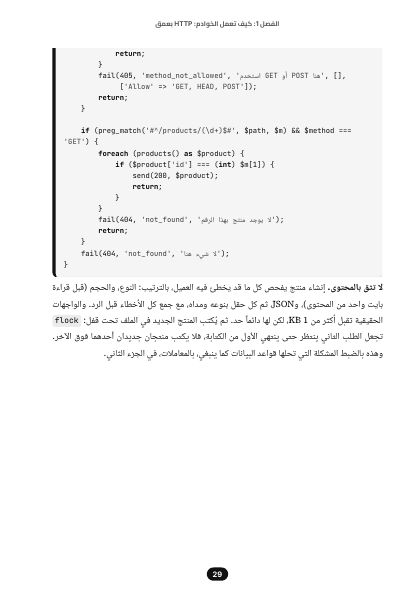 الفصل 1: كيف تعمل الخوادم: HTTP بعمق
return;
}
fail(405, 'method_not_allowed', 'استخدم GET أو POST هنا', [],
['Allow' => 'GET, HEAD, POST']);
return;
}
if (preg_match('#^/products/(\d+)$#', $path, $m) && $method ===
'GET') {
foreach (products() as $product) {
if ($product['id'] === (int) $m[1]) {
send(200, $product);
return;
}
}
fail(404, 'not_found', 'لا يوجد منتج بهذا الرقم');
return;
}
fail(404, 'not_found', 'لا شيء هنا');
}
لا تثق بالمحتوى. إنشاء منتج يفحص كل ما قد يخطئ فيه العميل، بالترتيب: النوع، والحجم (قبل قراءة
بايت واحد من المحتوى)، وJSON، ثم كل حقل بنوعه ومداه، مع جمع كل الأخطاء قبل الرد. والواجهات
الحقيقية تقبل أكثر من 1 KB، لكن لها دائماً حد. ثم يُكتب المنتج الجديد في الملف تحت قفل: flock
تجعل الطلب الثاني ينتظر حتى ينتهي الأول من الكتابة، فلا يكتب منتجان جديدان أحدهما فوق الآخر.
وهذه بالضبط المشكلة التي تحلها قواعد البيانات كما ينبغي، بالمعاملات، في الجزء الثاني.
29